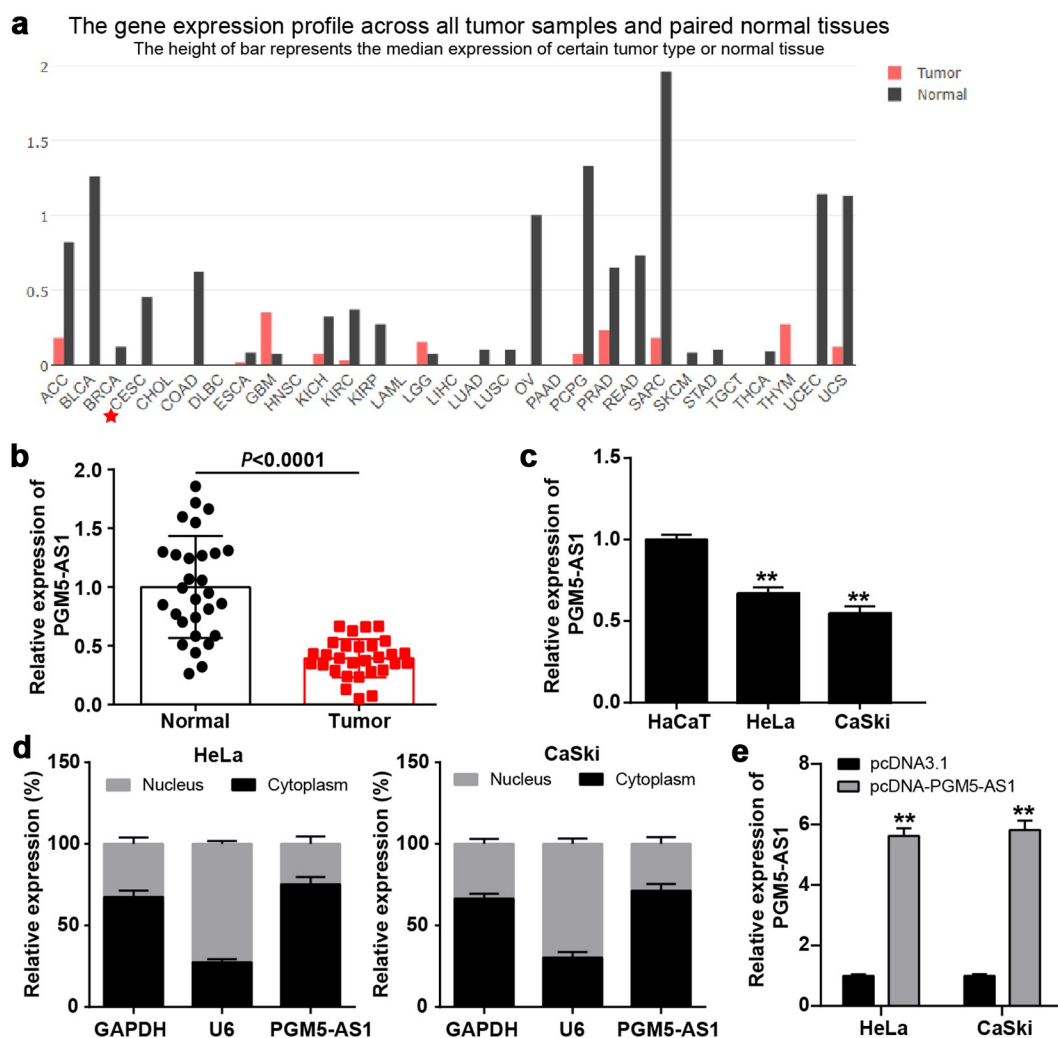 a
The gene expression profile across all tumor samples and paired normal tissues
The height of bar represents the median expression of certain tumor type or normal tissue
2
1.5
1
0.5
0
ACC
BLCA
BRCA
CESC
CHOL
COAD
DLBC
ESCA
GBM
HNSC
KICH
KIRC
KIRP
LAML
LGG
LIHC
LUAD
LUSC
OV
PAAD
PCPG
PRAD
READ
SARC
SKCM
STAD
TGCT
THCA
THYM
UCEC
UCS
Tumor
Normal
b
Relative expression of
PGM5-AS1
2.0
1.5
1.0
0.5
0.0
P<0.0001
Normal
Tumor
c
Relative expression of
PGM5-AS1
1.5
1.0
0.5
0.0
**
**
HaCaT
HeLa
CaSki
d
HeLa
Relative expression (%)
150
100
50
0
Nucleus
Cytoplasm
GAPDH
U6
PGM5-AS1
CaSki
Relative expression (%)
150
100
50
0
Nucleus
Cytoplasm
GAPDH
U6
PGM5-AS1
e
Relative expression of
PGM5-AS1
8
6
4
2
0
pcDNA3.1
pcDNA-PGM5-AS1
**
**
HeLa
CaSki